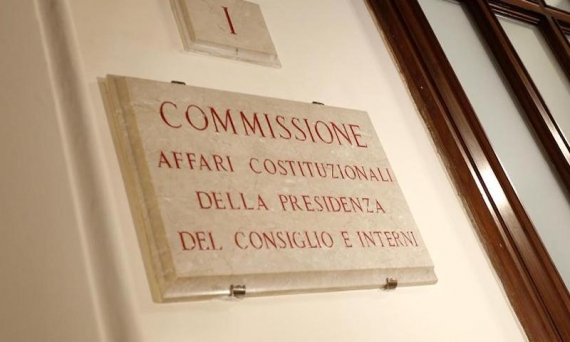 I
COMMISSIONE
AFFARI COSTITUZIONALI
DELLA PRESIDENZA
DEL CONSIGLIO E INTERNI